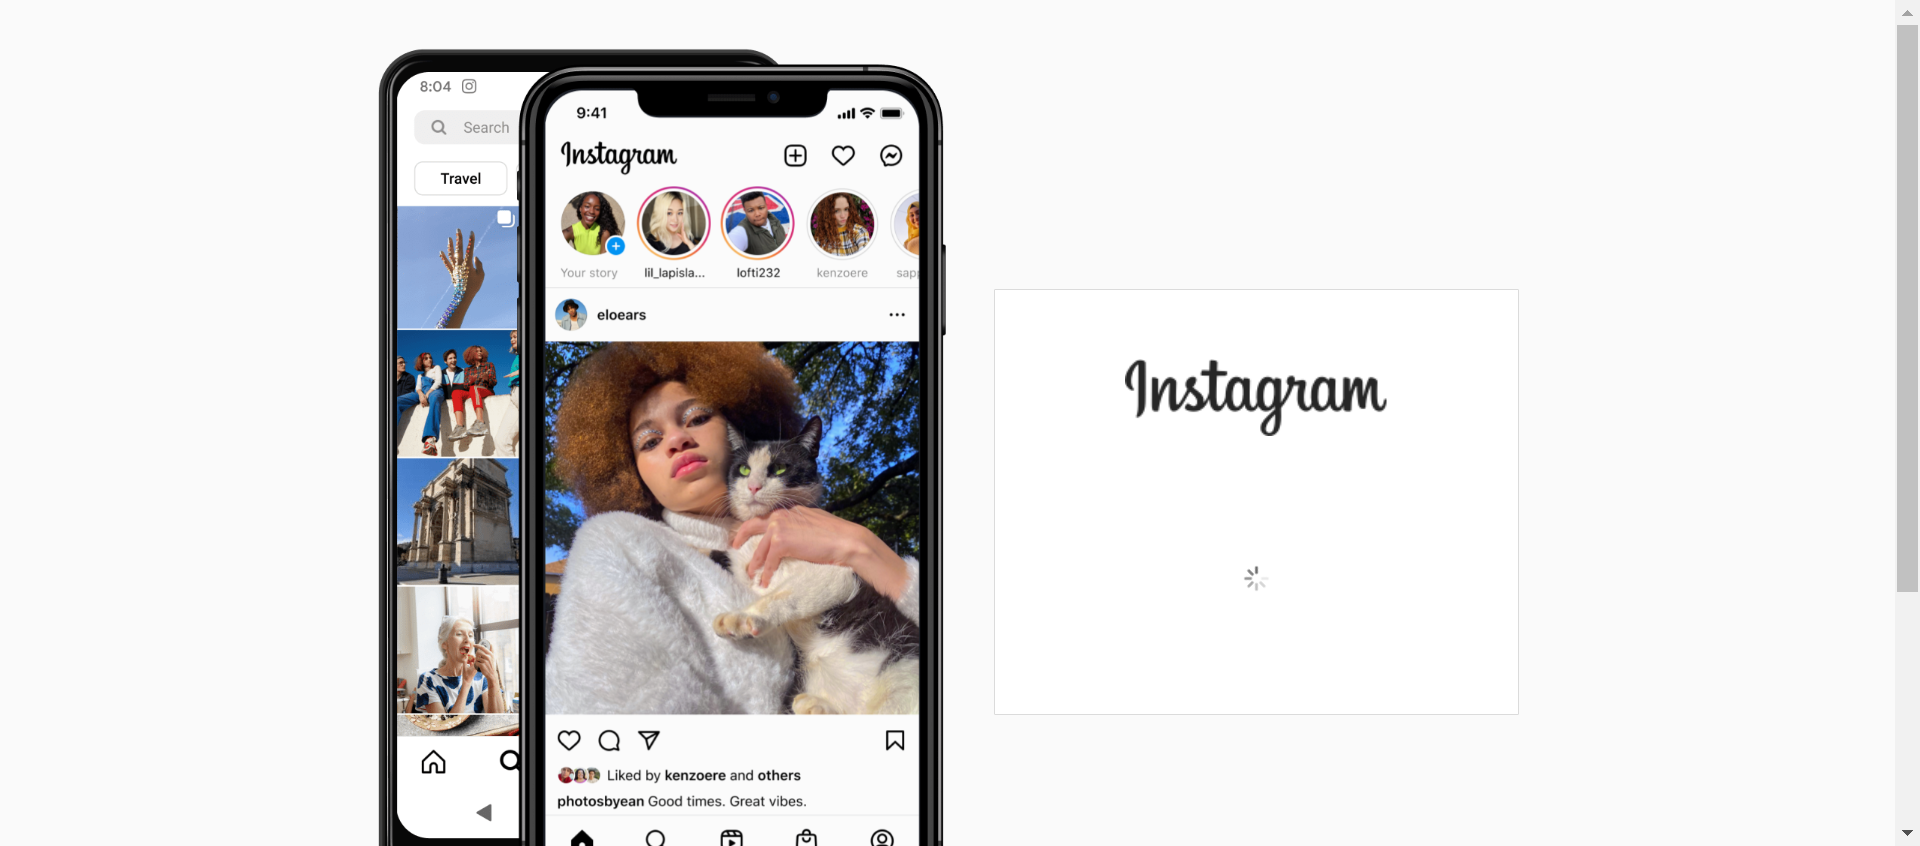 8:04
Search
Travel
9:41
Instagram
Your story
lil_lapisla...
lofti232
kenzoere
sapp
eloears
Liked by kenzoere and others
photosbyean Good times. Great vibes.
Instagram